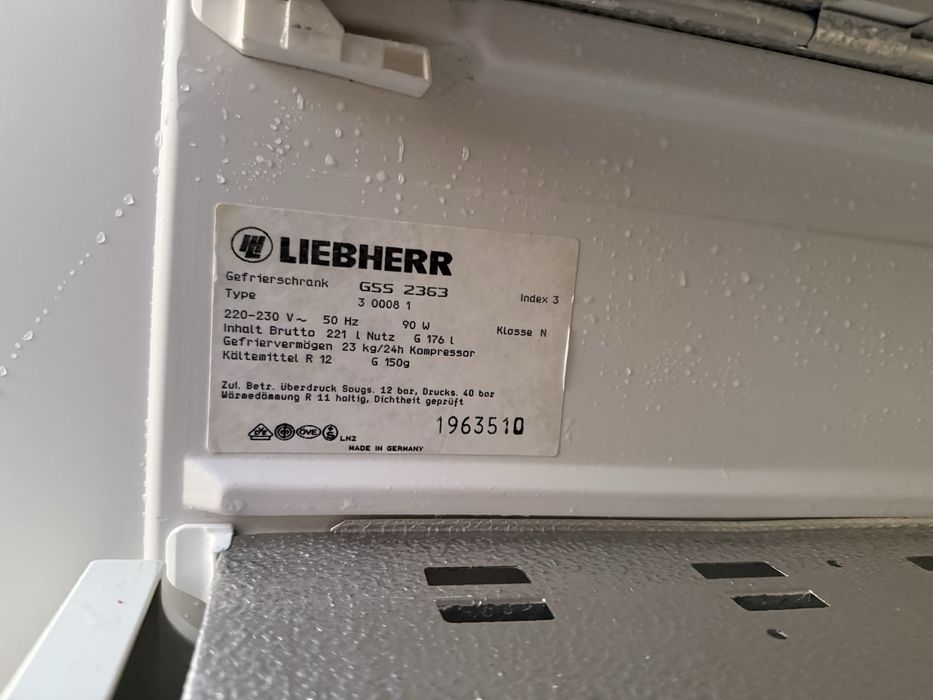 LIEBHERR
Gefrierschrank GSS 2363 Index 3
Type 3 0008 1
220-230 V~ 50 Hz 90 W Klasse N
Inhalt Brutto 221 l Nutz G 176 l
Gefriervermögen 23 kg/24h Kompressor
Kältemittel R 12 G 150g
Zul. Betr. Überdruck Saugs. 12 bar, Drucks. 40 bar
Wärmedämmung R 11 haltig, Dichtheit geprüft
1963510
ÖVE S LNZ
MADE IN GERMANY